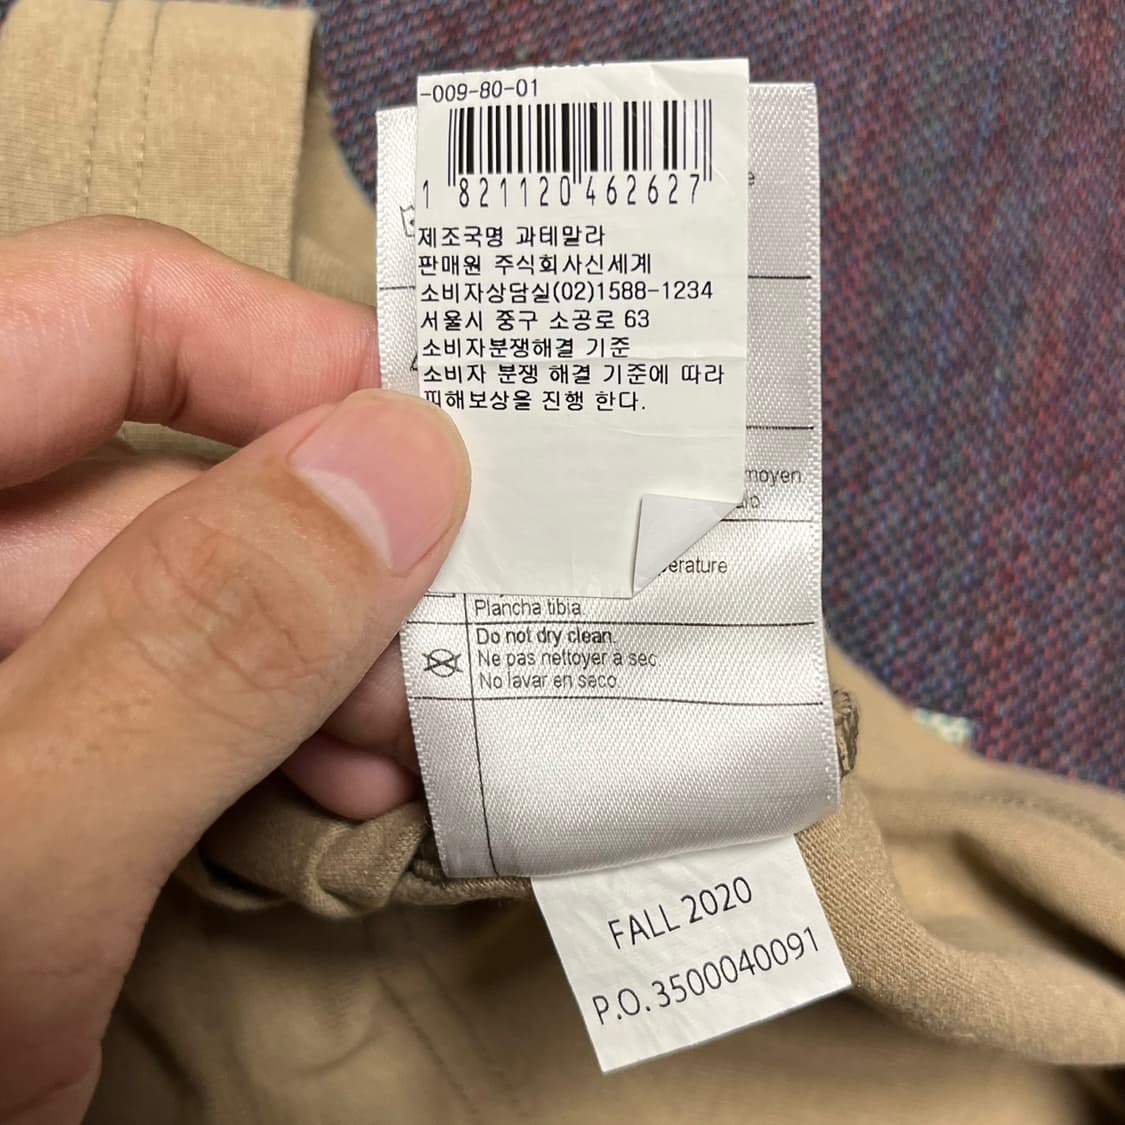 -009-80-01
1 821120 462627
제조국명 과테말라
판매원 주식회사신세계
소비자상담실(02)1588-1234
서울시 중구 소공로 63
소비자분쟁해결 기준
소비자 분쟁 해결 기준에 따라
피해보상을 진행 한다.
moyen.
erature
Plancha tibia.
Do not dry clean.
Ne pas nettoyer à sec.
No lavar en seco.
FALL 2020
P.O. 3500040091